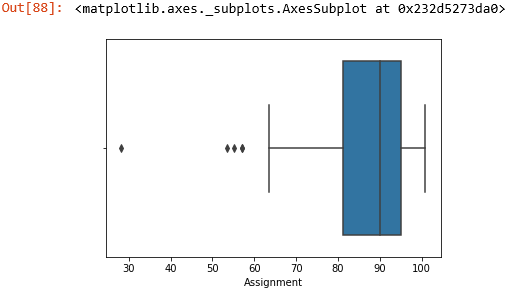 Out[88]: <matplotlib.axes._subplots.AxesSubplot at 0x232d5273da0>
30 40 50 60 70 80 90 100
Assignment